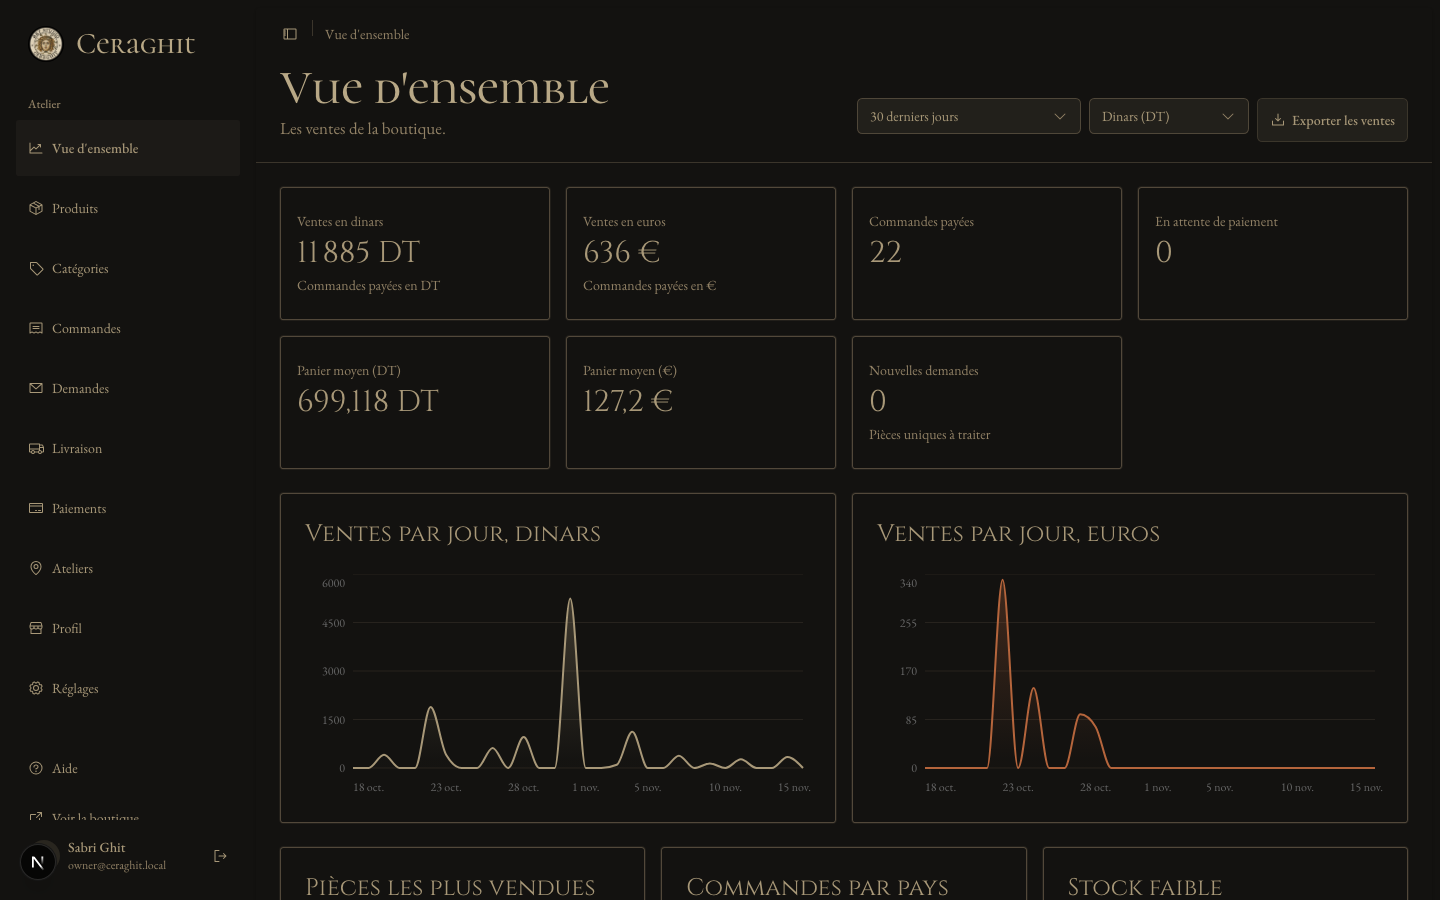 Ceraghit
Atelier
Vue d'ensemble
Produits
Catégories
Commandes
Demandes
Livraison
Paiements
Ateliers
Profil
Réglages
Aide
Voir la boutique
N
Sabri Ghit
owner@ceraghit.local
Vue d'ensemble
Vue d'ensemble
Les ventes de la boutique.
30 derniers jours
Dinars (DT)
Exporter les ventes
Ventes en dinars
11 885 DT
Commandes payées en DT
Ventes en euros
636 €
Commandes payées en €
Commandes payées
22
En attente de paiement
0
Panier moyen (DT)
699,118 DT
Panier moyen (€)
127,2 €
Nouvelles demandes
0
Pièces uniques à traiter
Ventes par jour, dinars
6000
4500
3000
1500
0
18 oct. 23 oct. 28 oct. 1 nov. 5 nov. 10 nov. 15 nov.
Ventes par jour, euros
340
255
170
85
0
18 oct. 23 oct. 28 oct. 1 nov. 5 nov. 10 nov. 15 nov.
Pièces les plus vendues
Commandes par pays
Stock faible